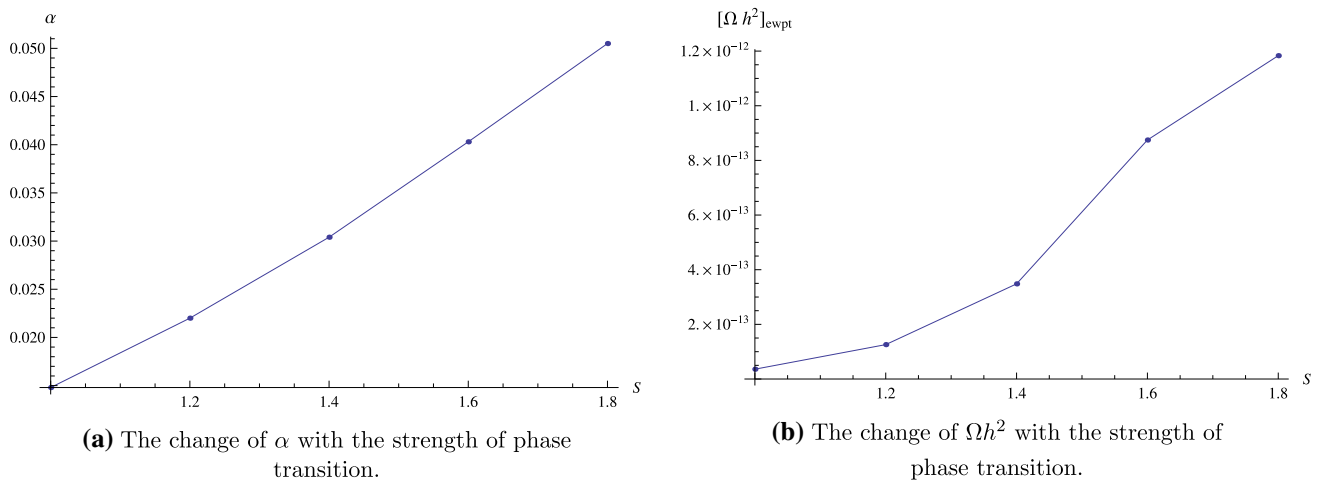 α
0.050
0.045
0.040
0.035
0.030
0.025
0.020
1.2 1.4 1.6 1.8 S
(a) The change of α with the strength of phase
transition.
[Ω h²]ewpt
1.2×10⁻¹²
1.×10⁻¹²
8.×10⁻¹³
6.×10⁻¹³
4.×10⁻¹³
2.×10⁻¹³
1.2 1.4 1.6 1.8 S
(b) The change of Ωh² with the strength of
phase transition.